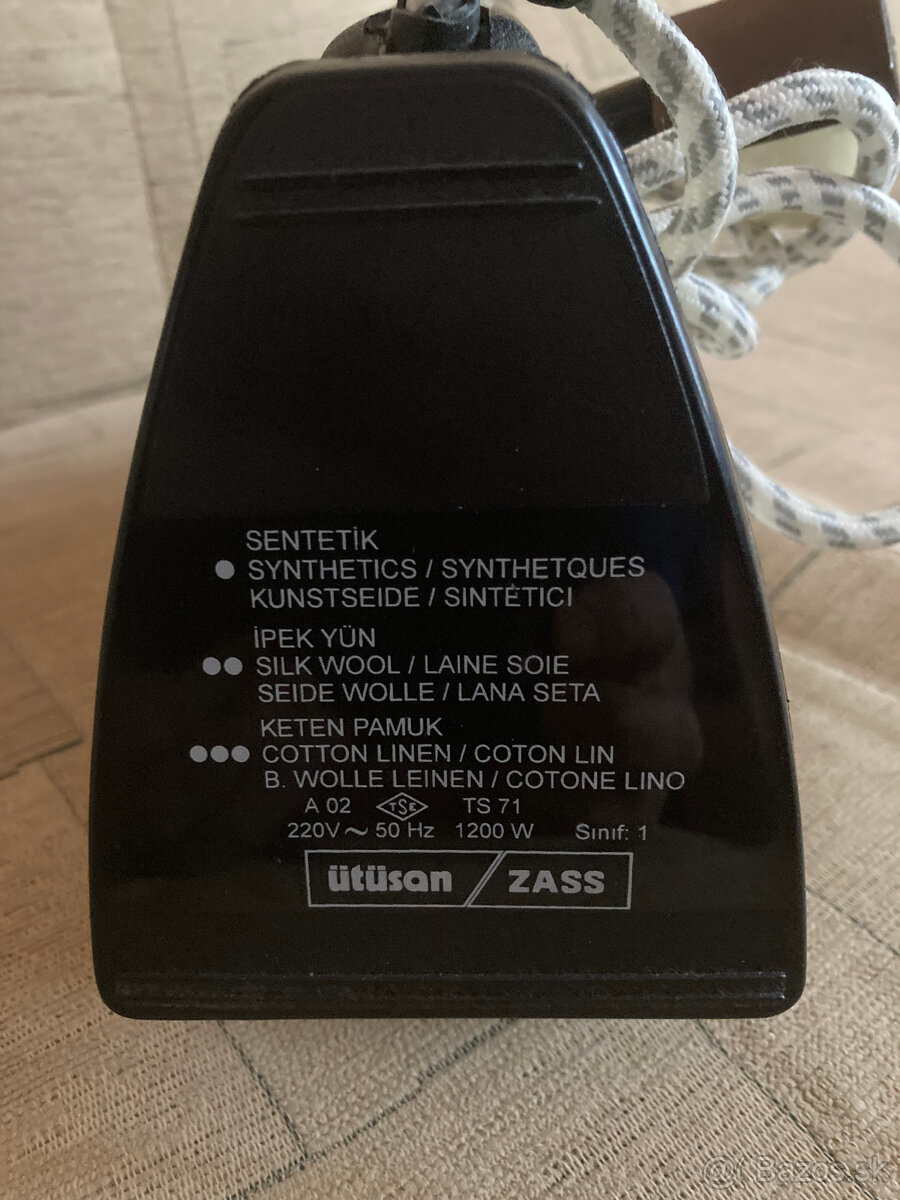 SENTETİK
● SYNTHETICS / SYNTHETQUES
KUNSTSEIDE / SINTÉTICI
İPEK YÜN
●● SILK WOOL / LAINE SOIE
SEIDE WOLLE / LANA SETA
KETEN PAMUK
●●● COTTON LINEN / COTON LIN
B. WOLLE LEINEN / COTONE LINO
A 02 TSE TS 71
220V ~ 50 Hz 1200 W Sınıf: 1
ütüsan / ZASS
@ Bazos.sk